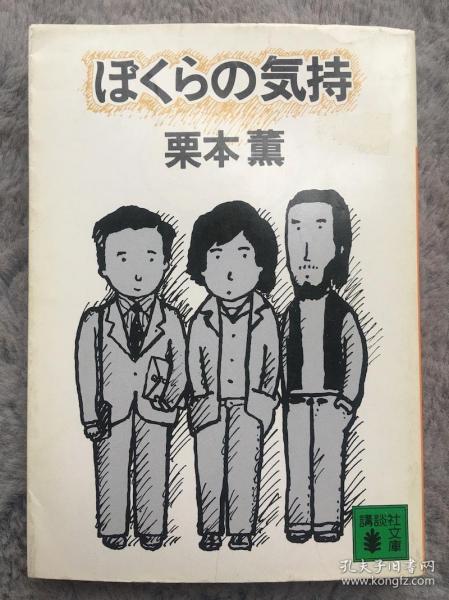 ぼくらの気持
栗本 薫
講談社
文庫
孔夫子旧书网
https://www.kongfz.com